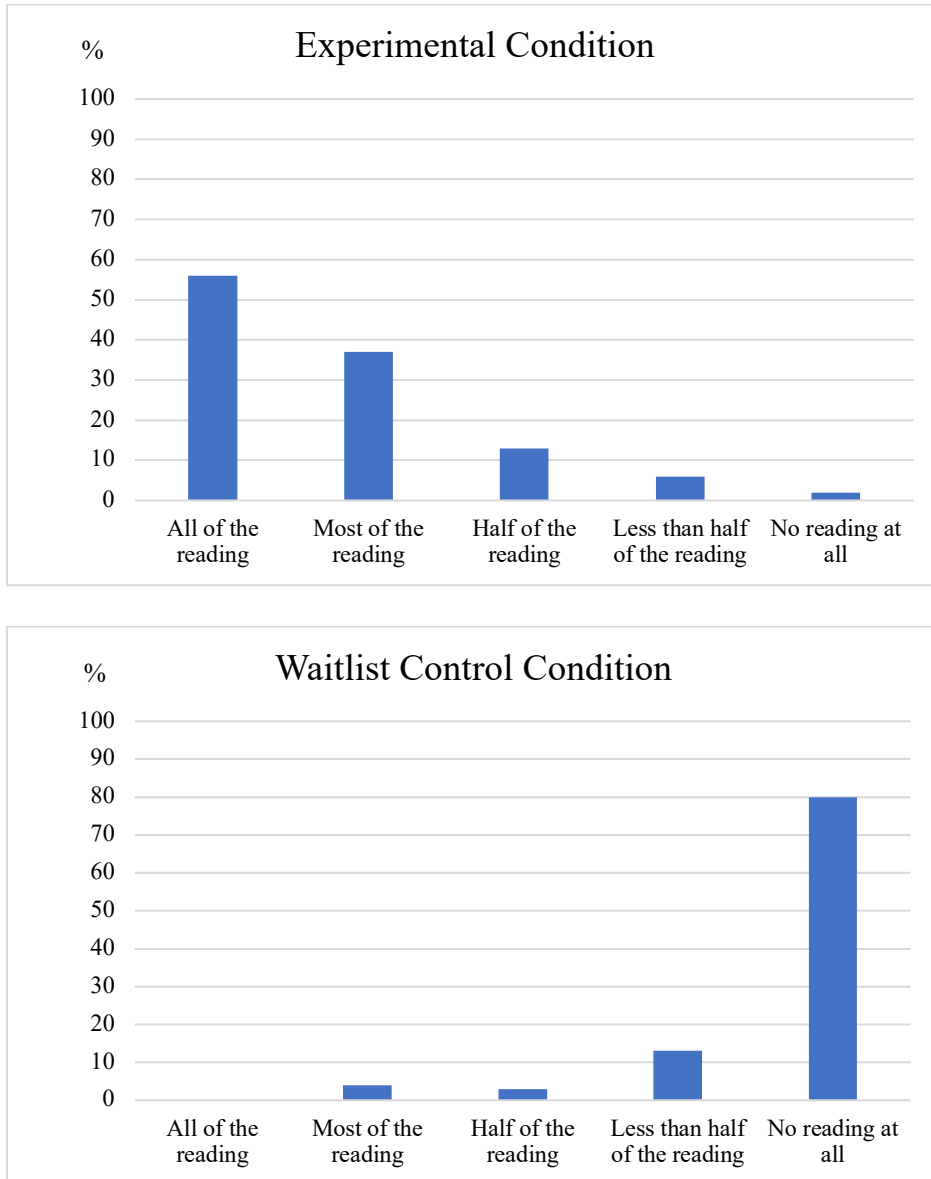 Experimental Condition
%
100
90
80
70
60
50
40
30
20
10
0
All of the reading
Most of the reading
Half of the reading
Less than half of the reading
No reading at all
Waitlist Control Condition
%
100
90
80
70
60
50
40
30
20
10
0
All of the reading
Most of the reading
Half of the reading
Less than half of the reading
No reading at all